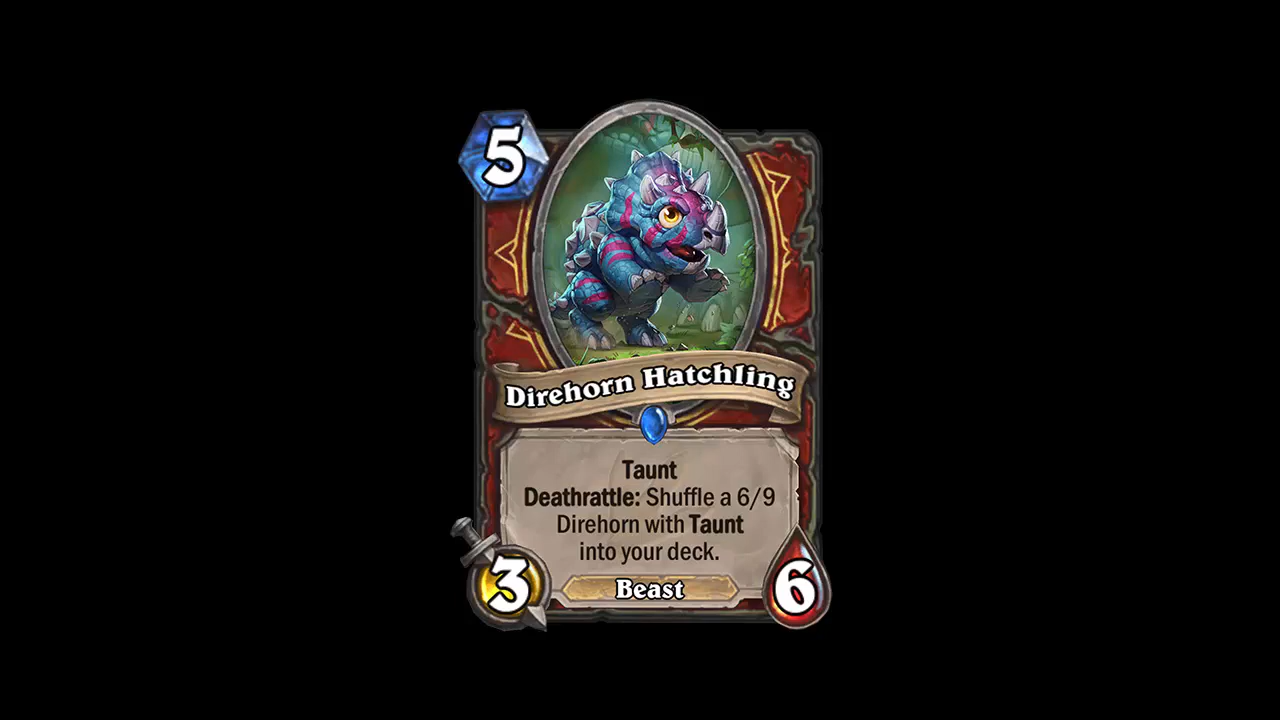 5
Direhorn Hatchling
Taunt
Deathrattle: Shuffle a 6/9
Direhorn with Taunt
into your deck.
3
Beast
6